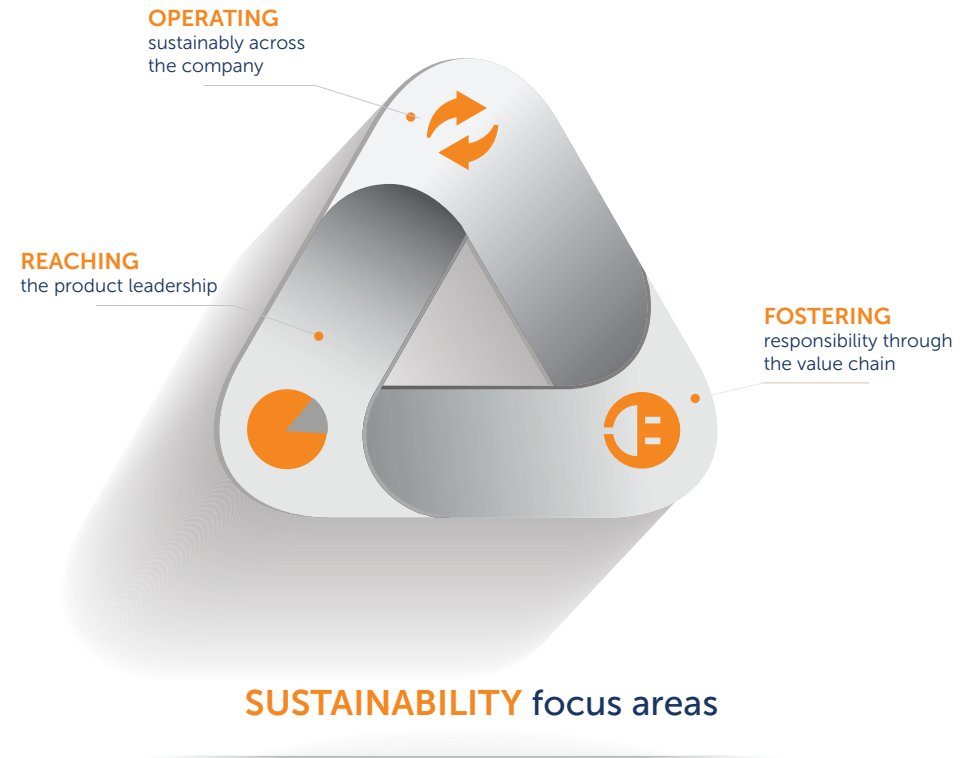 OPERATING
sustainably across
the company
REACHING
the product leadership
FOSTERING
responsibility through
the value chain
SUSTAINABILITY focus areas